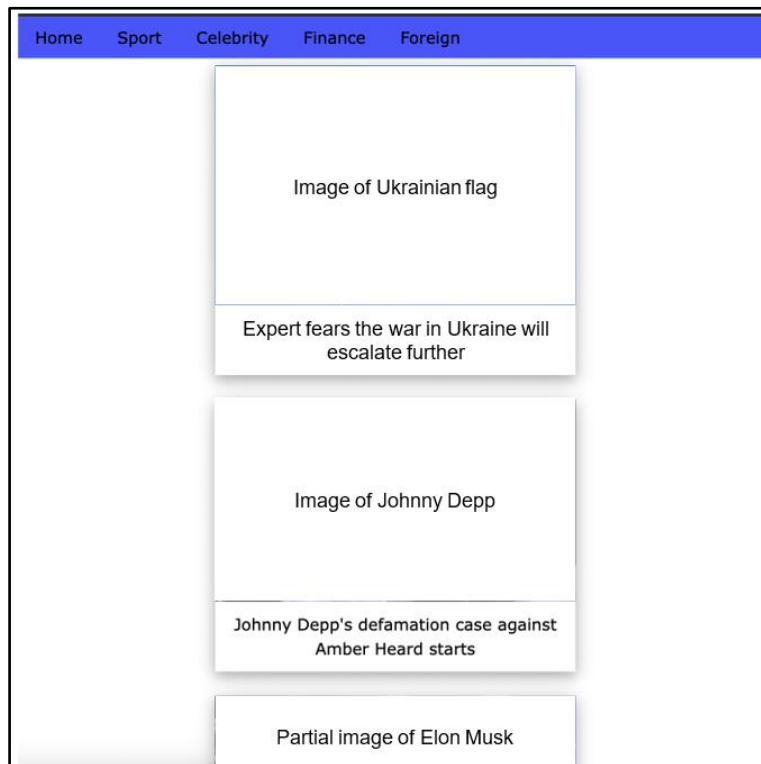 Home Sport Celebrity Finance Foreign
Image of Ukrainian flag
Expert fears the war in Ukraine will
escalate further
Image of Johnny Depp
Johnny Depp's defamation case against
Amber Heard starts
Partial image of Elon Musk